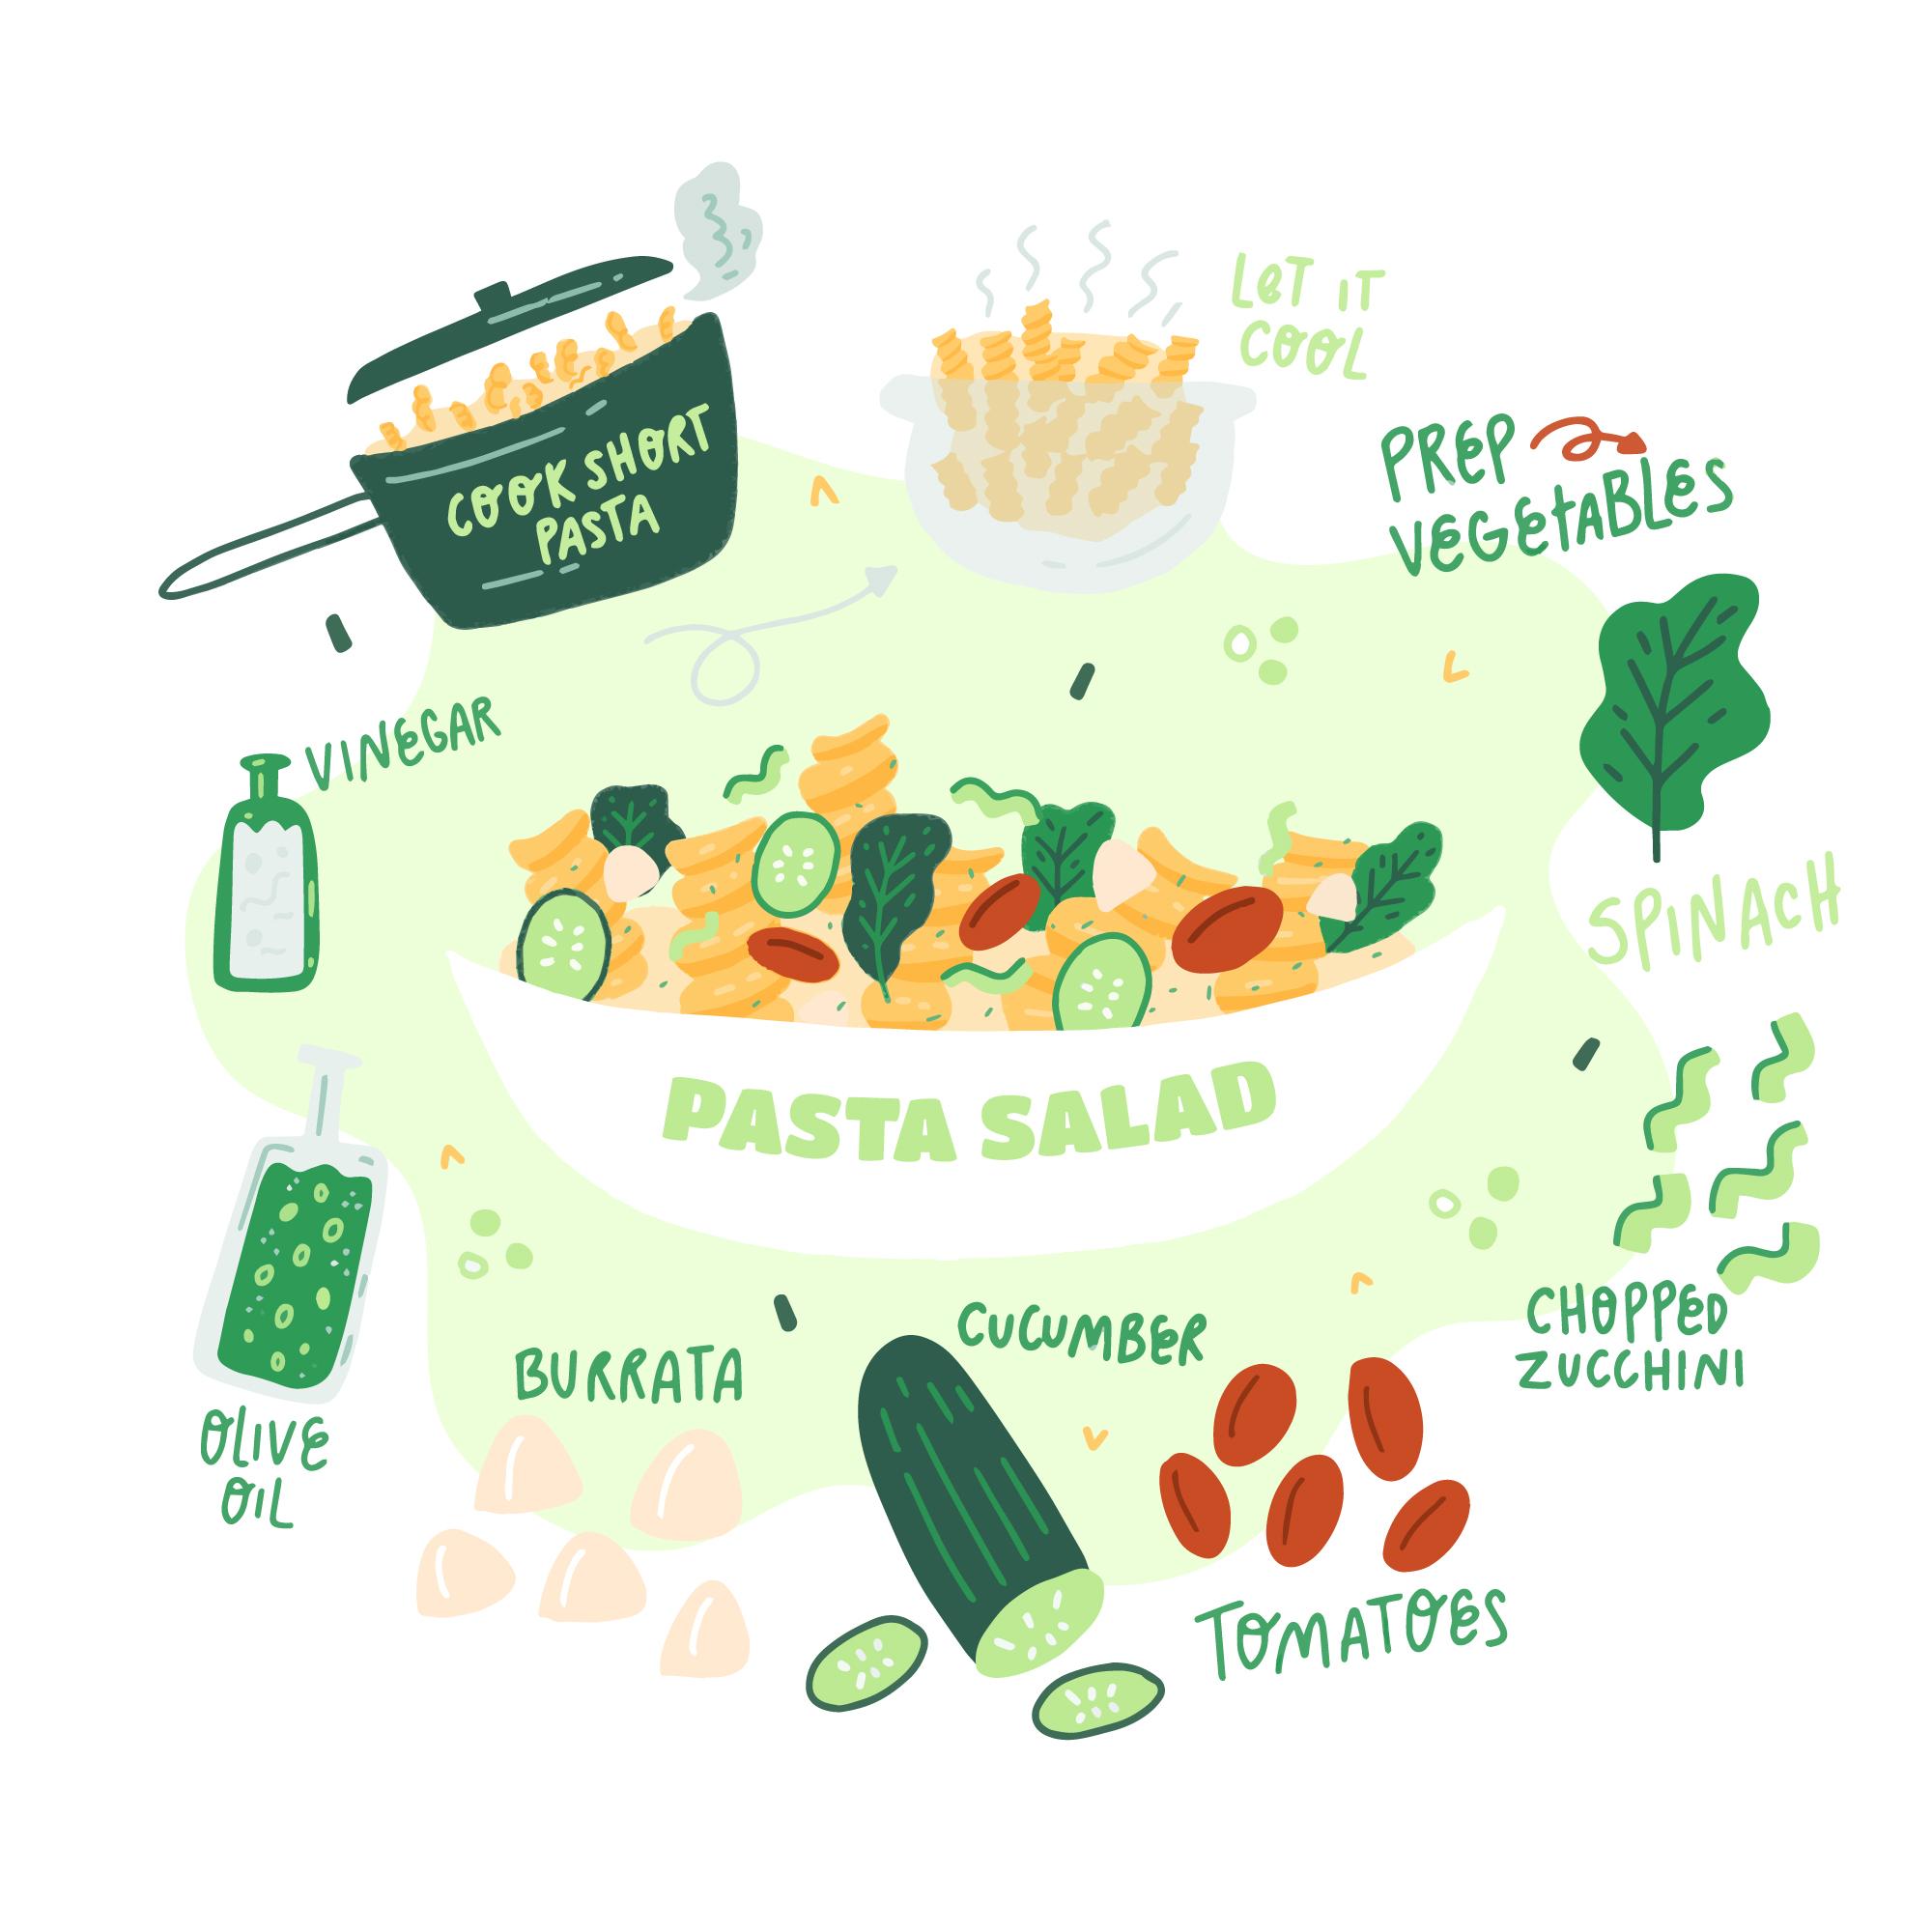 COOK SHORT
PASTA
LET IT
COOL
PREP
VEGETABLES
VINEGAR
SPINACH
PASTA SALAD
CHOPPED
ZUCCHINI
CUCUMBER
BURRATA
OLIVE
OIL
TOMATOES